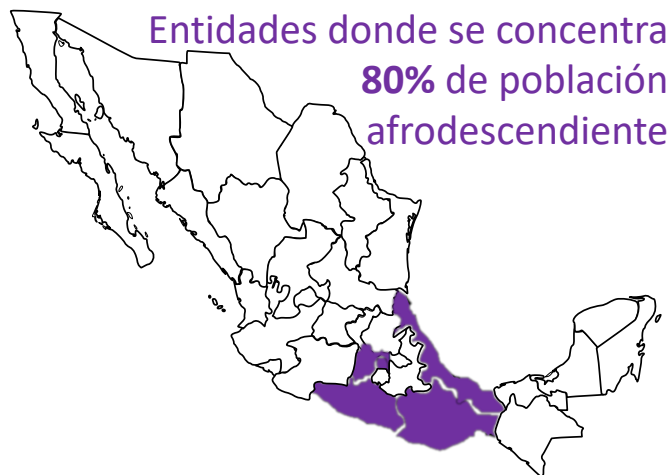 Entidades donde se concentra
80% de población
afrodescendiente